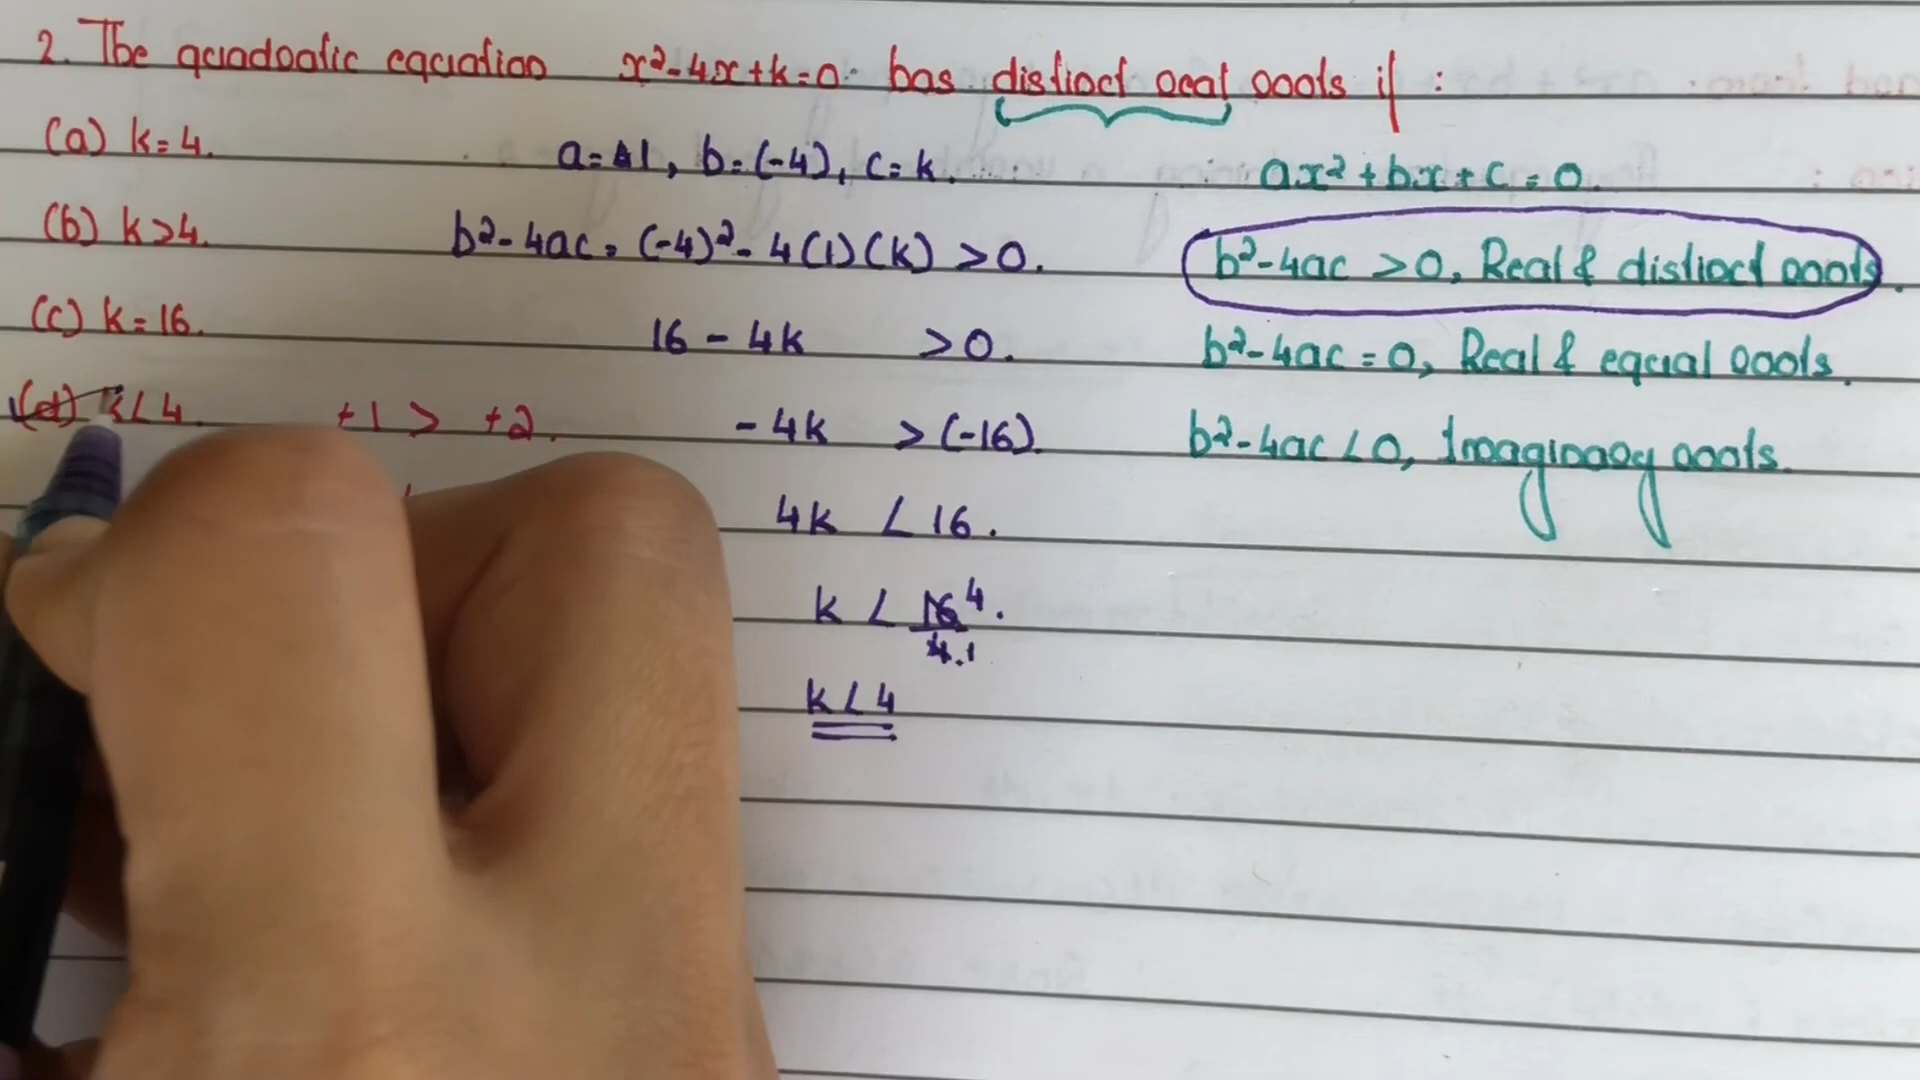 2. The quadratic equation x²-4x+k=0. has distinct real roots if :
(a) k=4.
a=1, b=(-4), c=k.
ax²+bx+c=0.
(b) k>4.
b²-4ac = (-4)²-4(1)(k) >0.
b²-4ac >0, Real & distinct roots.
(c) k=16.
16-4k >0.
b²-4ac=0, Real & equal roots.
(d) k<4.
+1 > +2.
-4k >(-16).
b²-4ac<0, Imaginary roots.
4k <16.
k < 16 4.
4.1
k<4